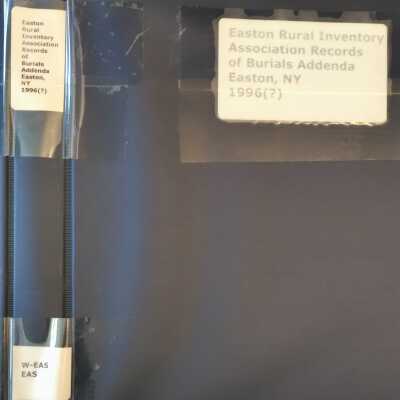 Easton
Rural
Inventory
Association
Records
of
Burials
Addenda
Easton,
NY
1996(?)
W-EAS
EAS
Easton Rural Inventory
Association Records
of Burials Addenda
Easton, NY
1996(?)